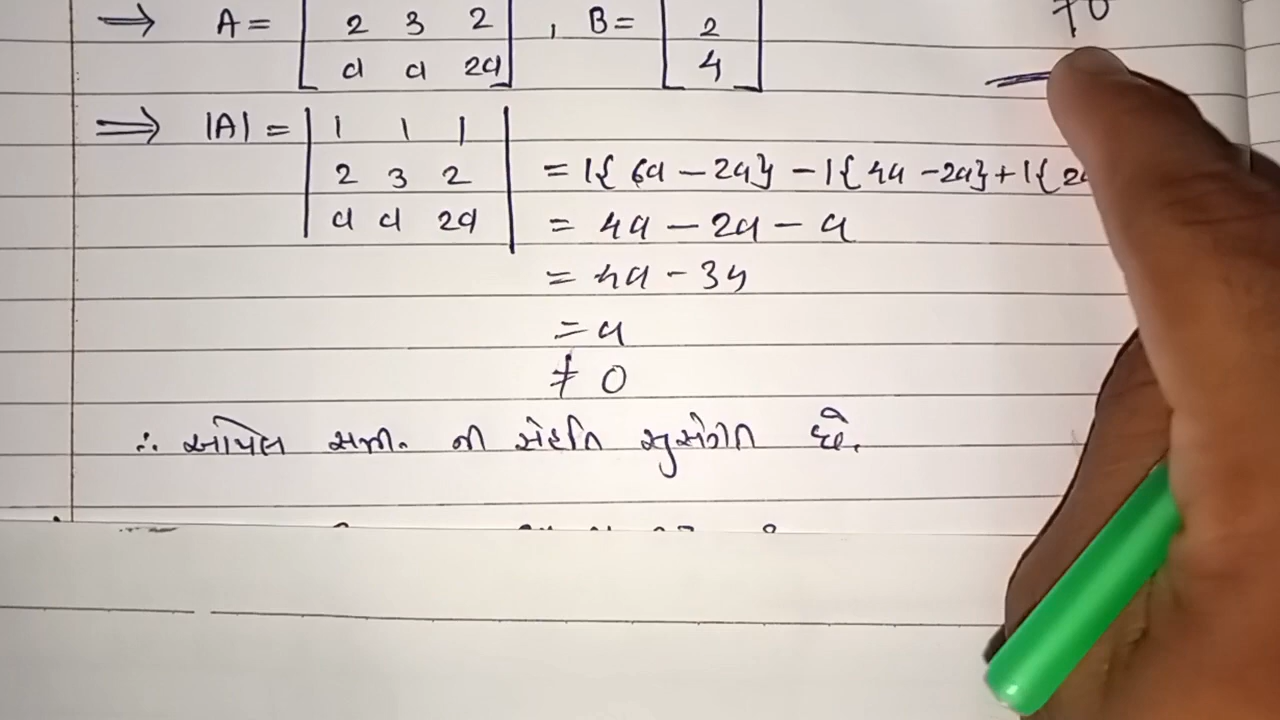 ≠ 0
⇒ A = [ 2 3 2 , B = [ 2
a a 2a ] 4 ]
⇒ |A| = | 1 1 1 |
2 3 2 = 1{6a − 2a} − 1{4a − 2a} + 1{2a
a a 2a = 4a − 2a − a
= 4a − 3a
= a
≠ 0
∴ આપેલ સમી. ની સંહતિ સુસંગત છે.